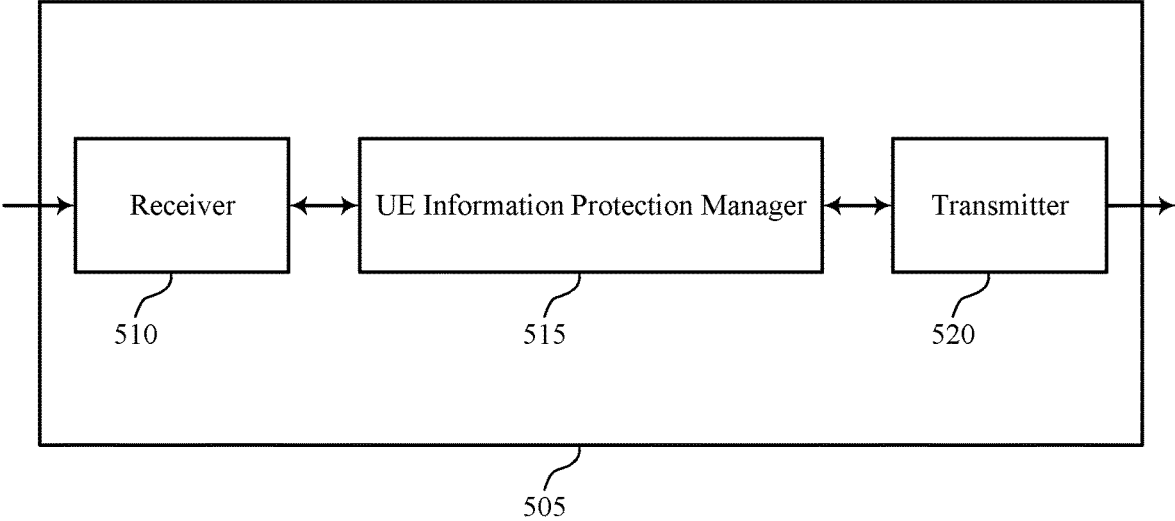 Receiver
UE Information Protection Manager
Transmitter
510
515
520
505